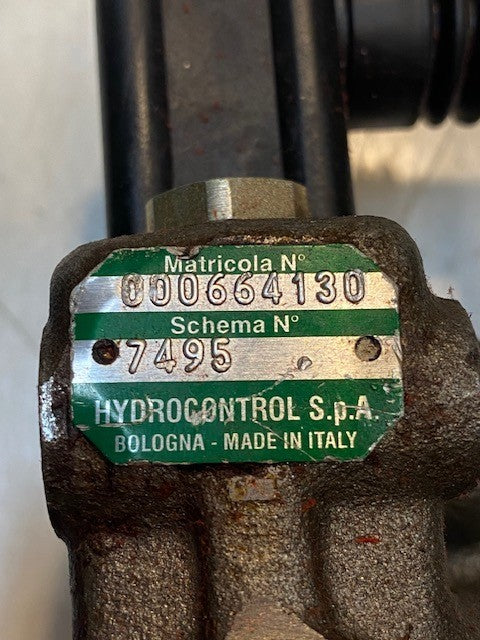 Matricola N°
000664130
Schema N°
7495
HYDROCONTROL S.p.A.
BOLOGNA - MADE IN ITALY